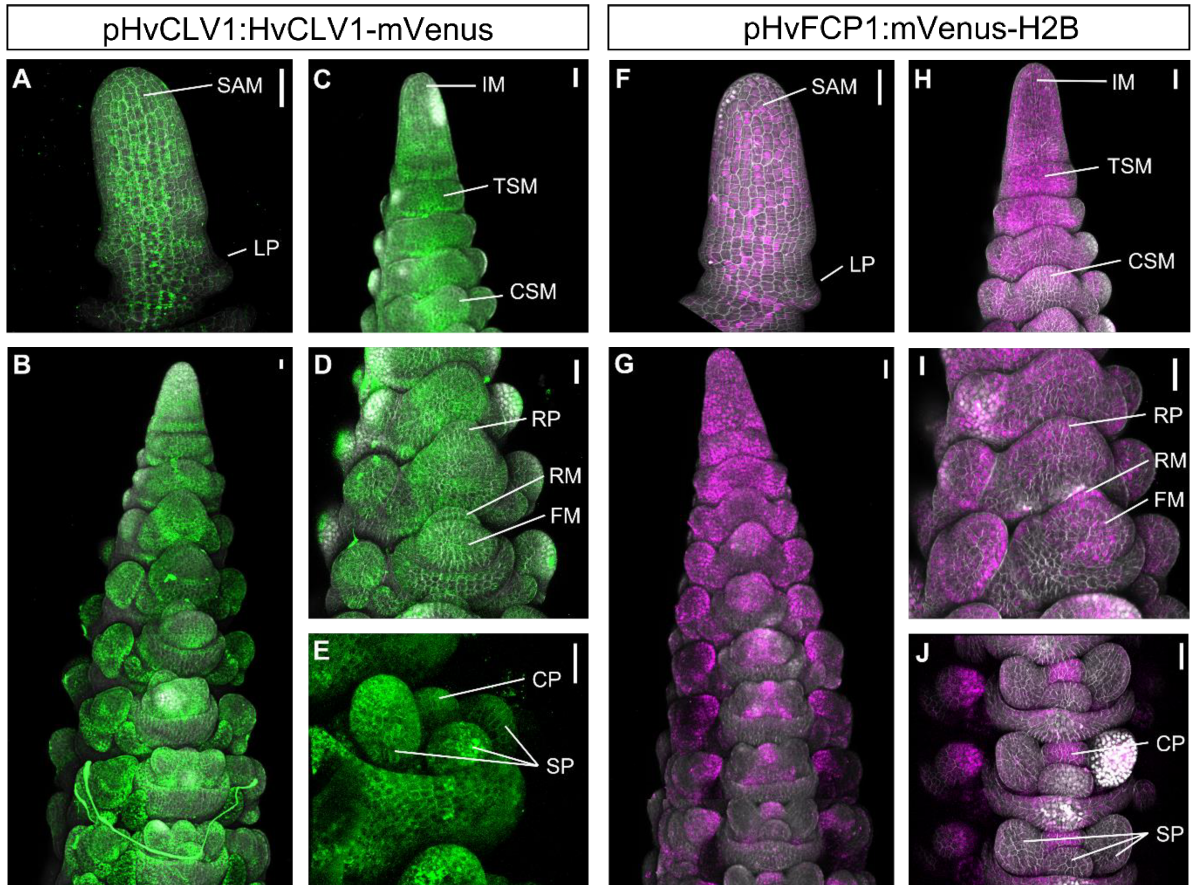 pHvCLV1:HvCLV1-mVenus
pHvFCP1:mVenus-H2B
A
SAM
LP
C
IM
TSM
CSM
F
SAM
LP
H
IM
TSM
CSM
B
D
RP
RM
FM
G
I
RP
RM
FM
E
CP
SP
J
CP
SP